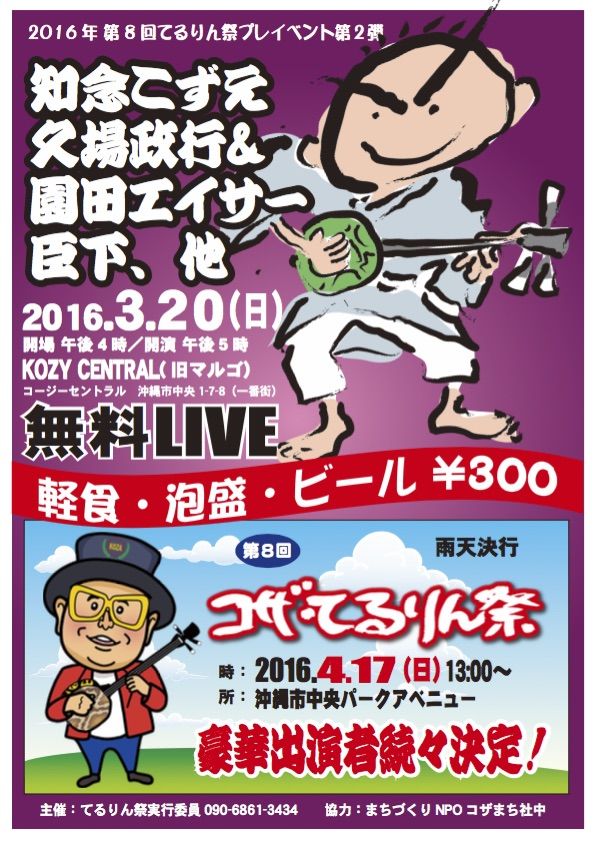 2016年 第8回てるりん祭プレイベント第2弾
知念こずえ
久場政行&
園田エイサー
臣下、他
2016.3.20(日)
開場 午後4時／開演 午後5時
KOZY CENTRAL(旧マルゴ)
コージーセントラル 沖縄市中央 1-7-8（一番街）
無料LIVE
軽食・泡盛・ビール ¥300
KOZA
第8回
雨天決行
コザ・てるりん祭
時：2016.4.17(日)13:00〜
所：沖縄市中央パークアベニュー
豪華出演者続々決定！
主催：てるりん祭実行委員 090-6861-3434 協力：まちづくりNPOコザまち社中